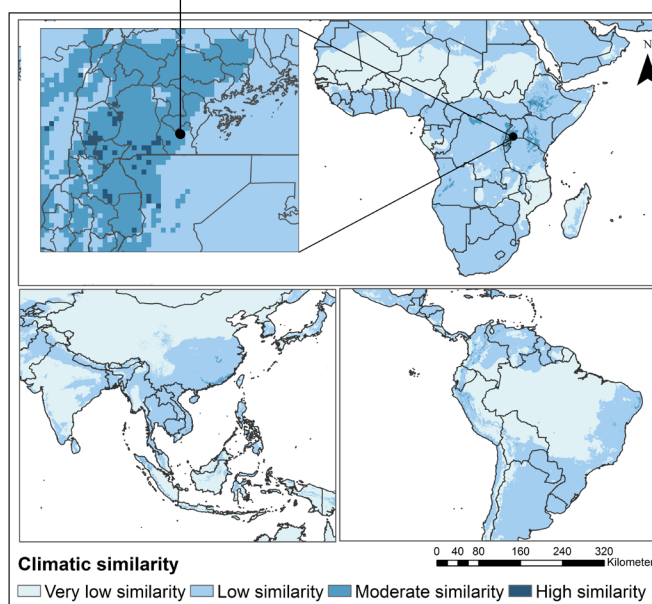 N
Climatic similarity
0 40 80 160 240 320
Kilometer
Very low similarity Low similarity Moderate similarity High similarity